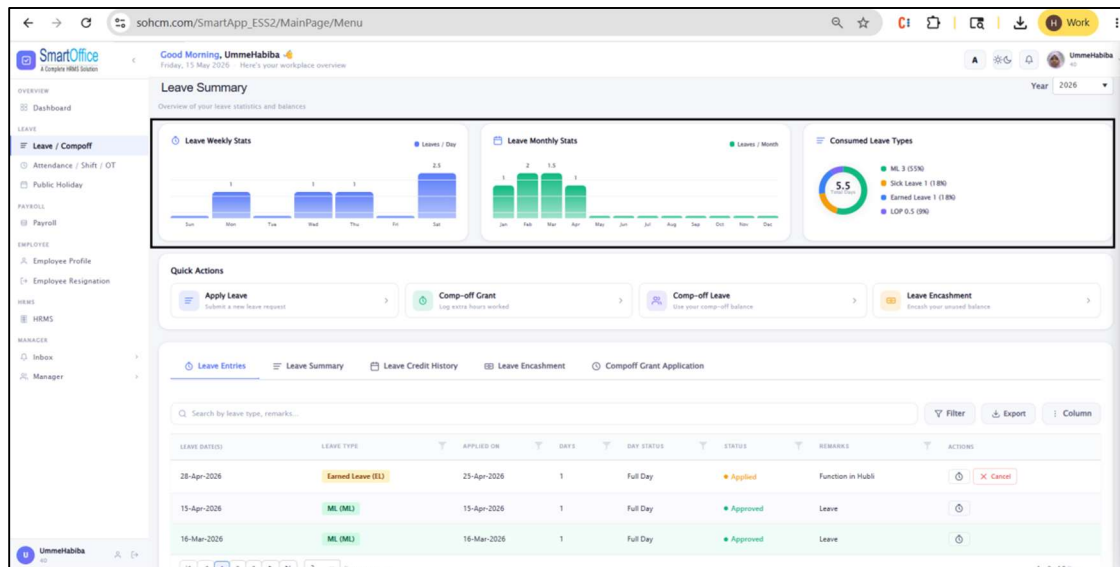 sohcm.com/SmartApp_ESS2/MainPage/Menu
H Work
SmartOffice
A Complete HRMS Solution
Good Morning, UmmeHabiba
Friday, 15 May 2026 Here's your workplace overview
A
UmmeHabiba
40
OVERVIEW
Dashboard
LEAVE
Leave / Compoff
Attendance / Shift / OT
Public Holiday
PAYROLL
Payroll
EMPLOYEE
Employee Profile
Employee Resignation
HRMS
HRMS
MANAGER
Inbox
Manager
U UmmeHabiba
40
Leave Summary
Year 2026
Overview of your leave statistics and balances
Leave Weekly Stats
Leaves / Day
1 1 1 2.5
Sun Mon Tue Wed Thu Fri Sat
Leave Monthly Stats
Leaves / Month
1 2 1.5 1
Jan Feb Mar Apr May Jun Jul Aug Sep Oct Nov Dec
Consumed Leave Types
5.5
Total Days
ML 3 (55%)
Sick Leave 1 (18%)
Earned Leave 1 (18%)
LOP 0.5 (9%)
Quick Actions
Apply Leave
Submit a new leave request
Comp-off Grant
Log extra hours worked
Comp-off Leave
Use your comp-off balance
Leave Encashment
Encash your unused balance
Leave Entries Leave Summary Leave Credit History Leave Encashment Compoff Grant Application
Search by leave type, remarks...
Filter Export Column
LEAVE DATE(S) LEAVE TYPE APPLIED ON DAYS DAY STATUS STATUS REMARKS ACTIONS
28-Apr-2026 Earned Leave (EL) 25-Apr-2026 1 Full Day Applied Function in Hubli Cancel
15-Apr-2026 ML (ML) 15-Apr-2026 1 Full Day Approved Leave
16-Mar-2026 ML (ML) 16-Mar-2026 1 Full Day Approved Leave